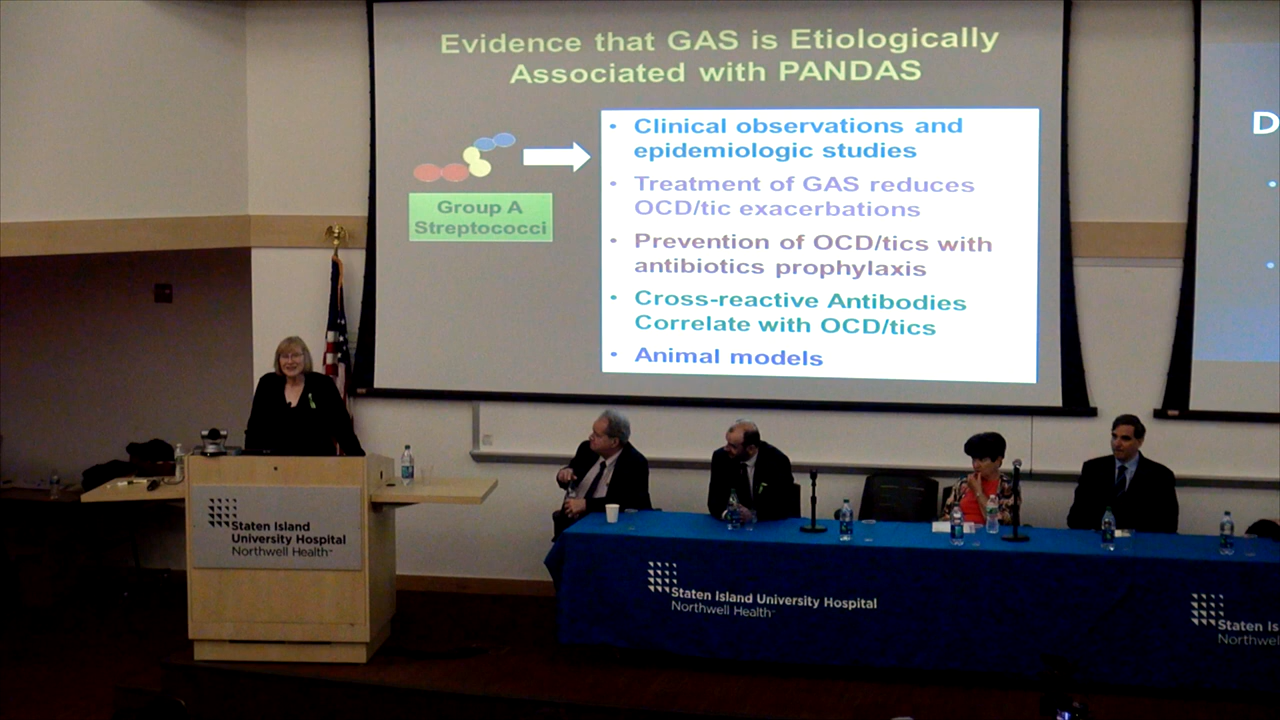 Evidence that GAS is Etiologically
Associated with PANDAS
Group A
Streptococci
• Clinical observations and
epidemiologic studies
• Treatment of GAS reduces
OCD/tic exacerbations
• Prevention of OCD/tics with
antibiotics prophylaxis
• Cross-reactive Antibodies
Correlate with OCD/tics
• Animal models
D
Staten Island
University Hospital
Northwell Health
Staten Island University Hospital
Northwell Health
Staten Is
Northwel